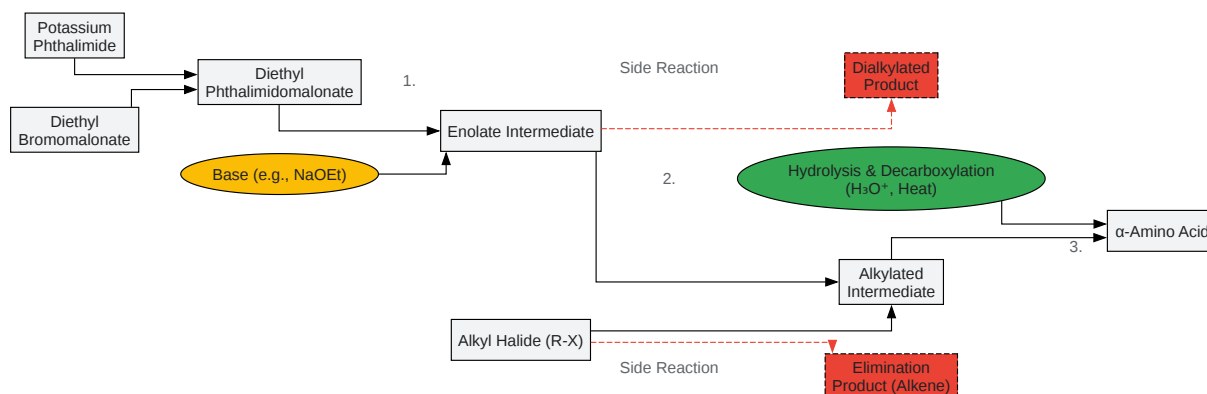 Potassium
Phthalimide
Diethyl
Bromomalonate
Diethyl
Phthalimidomalonate
1.
Base (e.g., NaOEt)
Enolate Intermediate
Side Reaction
Dialkylated
Product
2.
Hydrolysis & Decarboxylation
(H₃O⁺, Heat)
α-Amino Acid
3.
Alkylated
Intermediate
Alkyl Halide (R-X)
Side Reaction
Elimination
Product (Alkene)